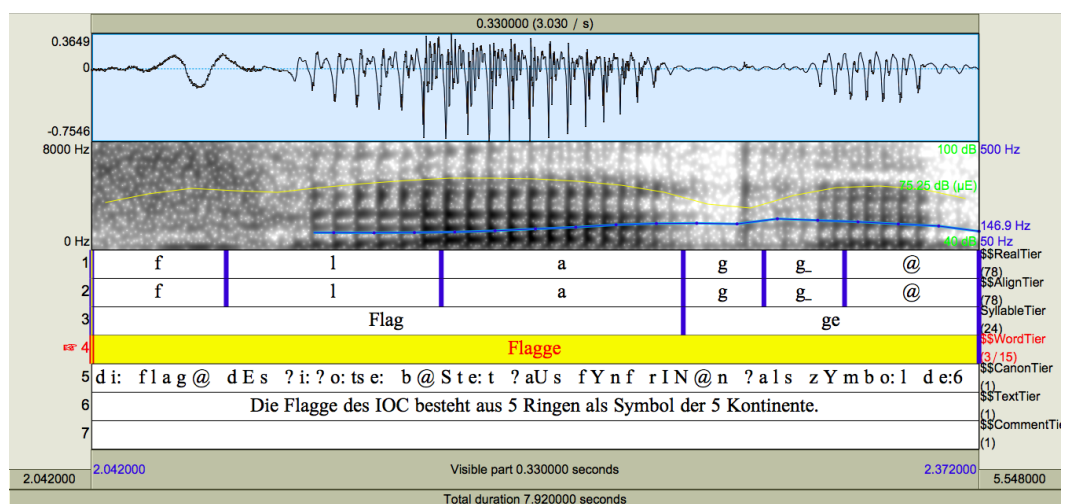 0.330000 (3.030 / s)
0.3649
0
-0.7546
8000 Hz 100 dB 500 Hz
75.25 dB (µE)
146.9 Hz
0 Hz 40 dB 50 Hz
1 f l a g g_ @ $$RealTier (78)
2 f l a g g_ @ $$AlignTier (78)
3 Flag ge SyllableTier (24)
4 Flagge $$WordTier (3/15)
5 di: flag@ dEs ?i:?o:tse: b@Ste:t ?aUs fYnf rIN@n ?als zYmbo:l de:6 $$CanonTier (1)
6 Die Flagge des IOC besteht aus 5 Ringen als Symbol der 5 Kontinente. $$TextTier (1)
7 $$CommentTie (1)
2.042000 2.042000 Visible part 0.330000 seconds 2.372000 5.548000
Total duration 7.920000 seconds